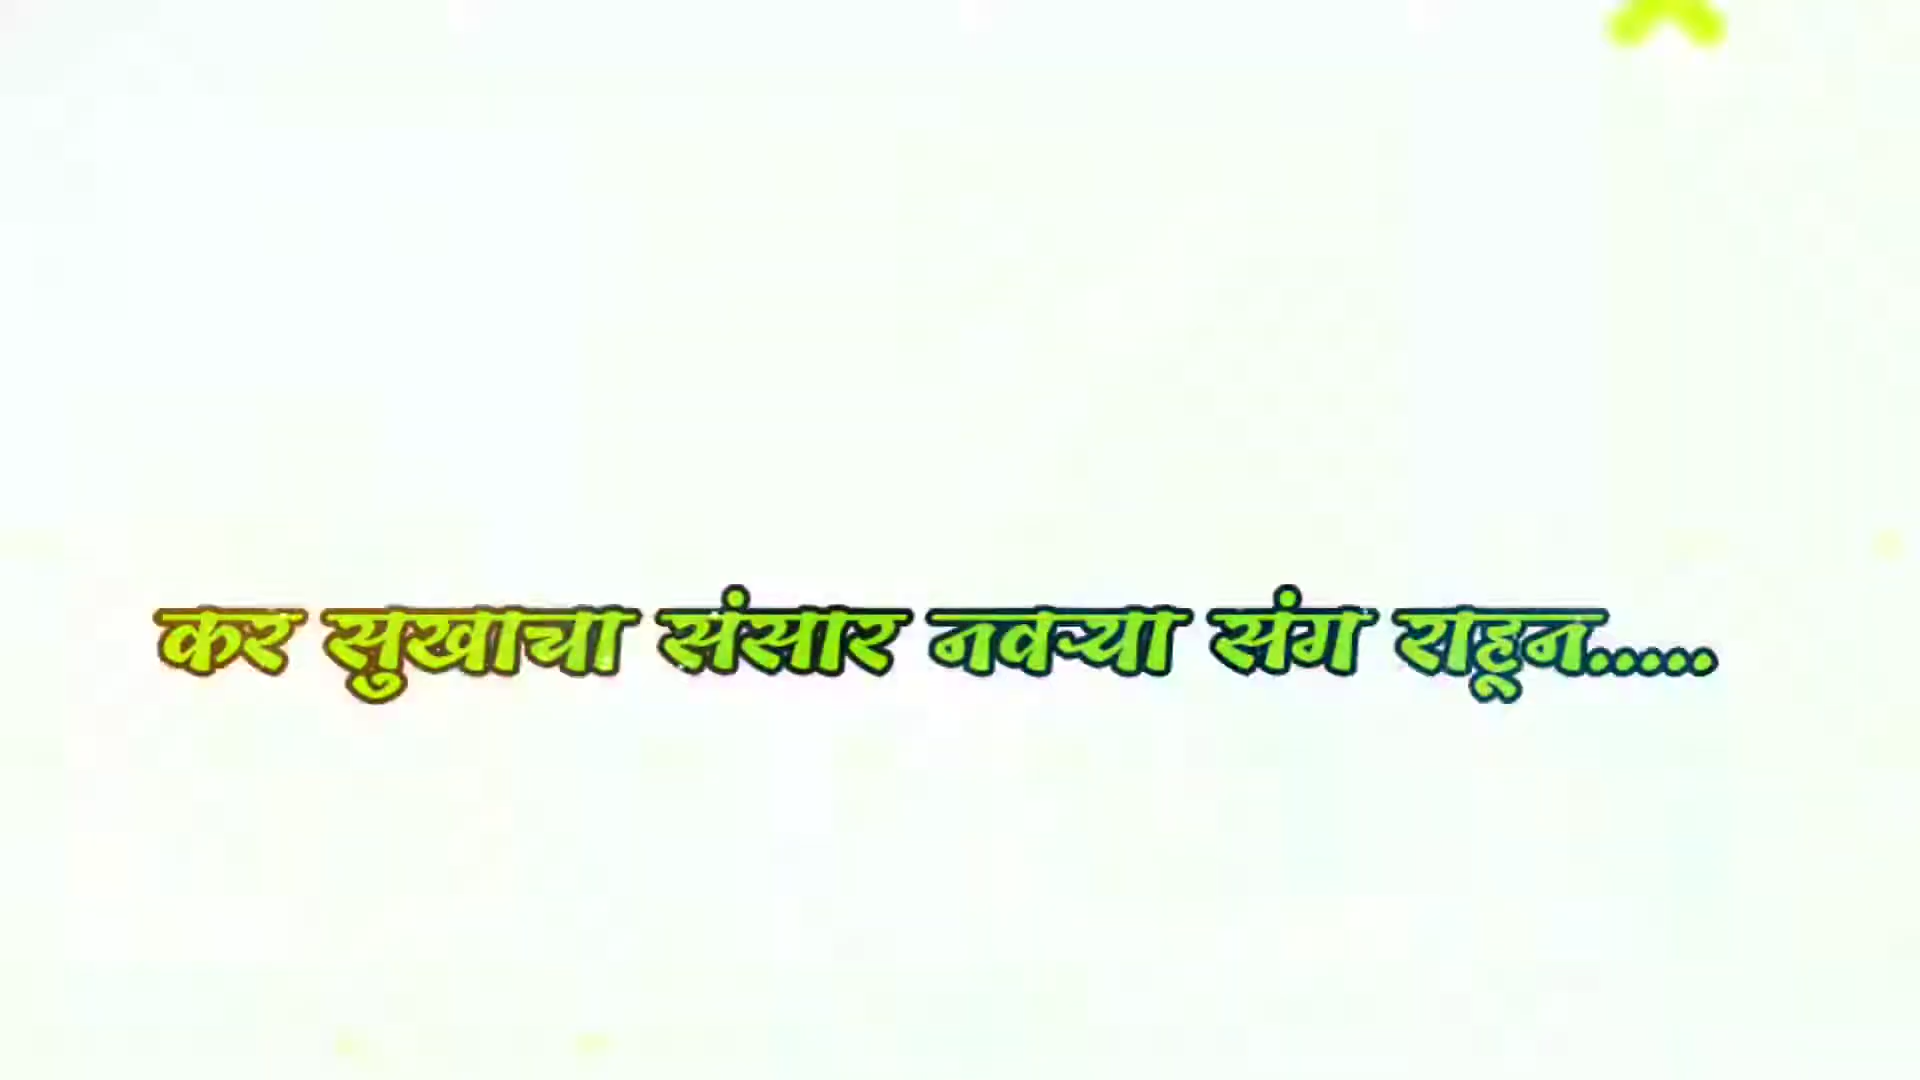 कर सुखाचा संसार नवऱ्या संग राहून.....